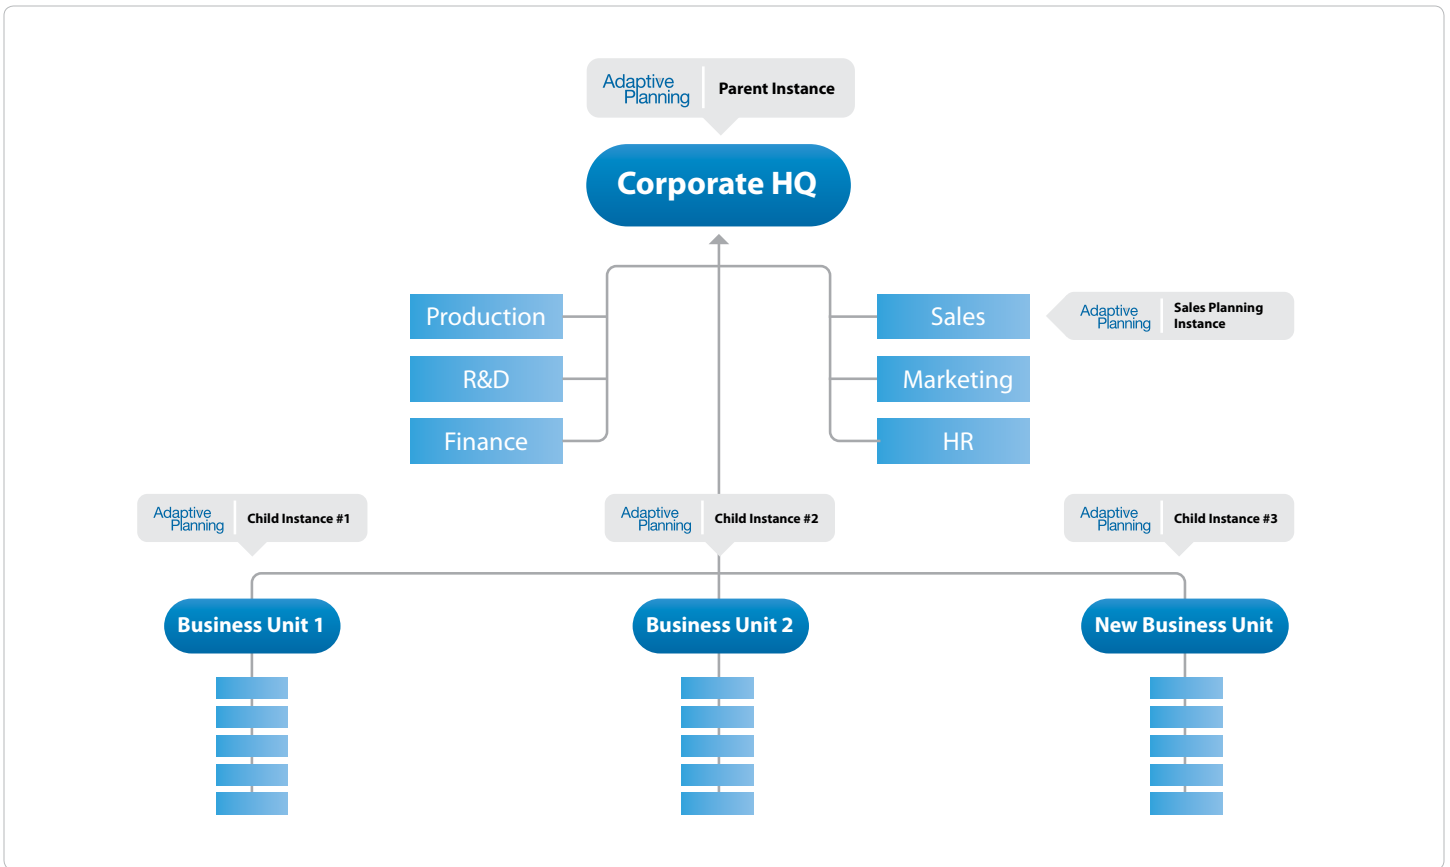 Adaptive
Planning
Parent Instance
Corporate HQ
Production
Sales
Adaptive
Planning
Sales Planning
Instance
R&D
Marketing
Finance
HR
Adaptive
Planning
Child Instance #1
Adaptive
Planning
Child Instance #2
Adaptive
Planning
Child Instance #3
Business Unit 1
Business Unit 2
New Business Unit